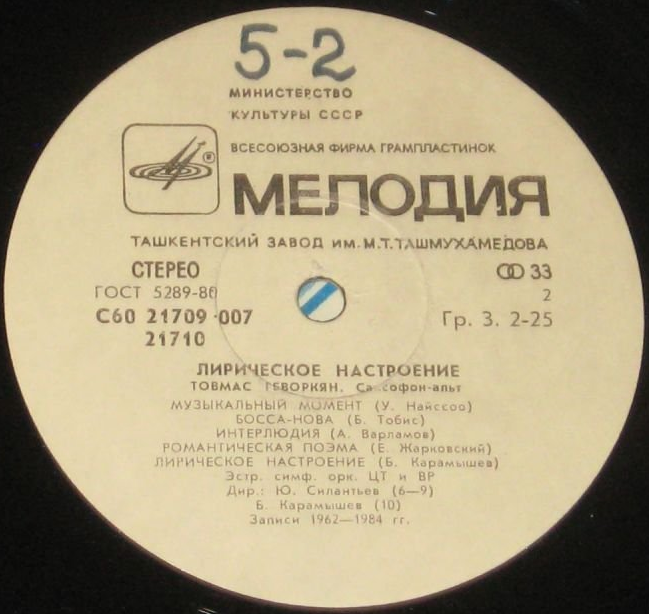 5-2
МИНИСТЕРСТВО
КУЛЬТУРЫ СССР
ВСЕСОЮЗНАЯ ФИРМА ГРАМПЛАСТИНОК
®
МЕЛОДИЯ
ТАШКЕНТСКИЙ ЗАВОД ИМ. М.Т.ТАШМУХАМЕДОВА
СТЕРЕО 33
ГОСТ 5289-80 2
С60 21709 007 Гр. 3. 2-25
21710
ЛИРИЧЕСКОЕ НАСТРОЕНИЕ
ТОВМАС ГЕВОРКЯН. Саксофон-альт
МУЗЫКАЛЬНЫЙ МОМЕНТ (У. Найссоо)
БОССА-НОВА (Б. Тобис)
ИНТЕРЛЮДИЯ (А. Варламов)
РОМАНТИЧЕСКАЯ ПОЭМА (Е. Жарковский)
ЛИРИЧЕСКОЕ НАСТРОЕНИЕ (Б. Карамышев)
Эстр. симф. орк. ЦТ и ВР
Дир.: Ю. Силантьев (6—9)
Б. Карамышев (10)
Записи 1962—1984 гг.